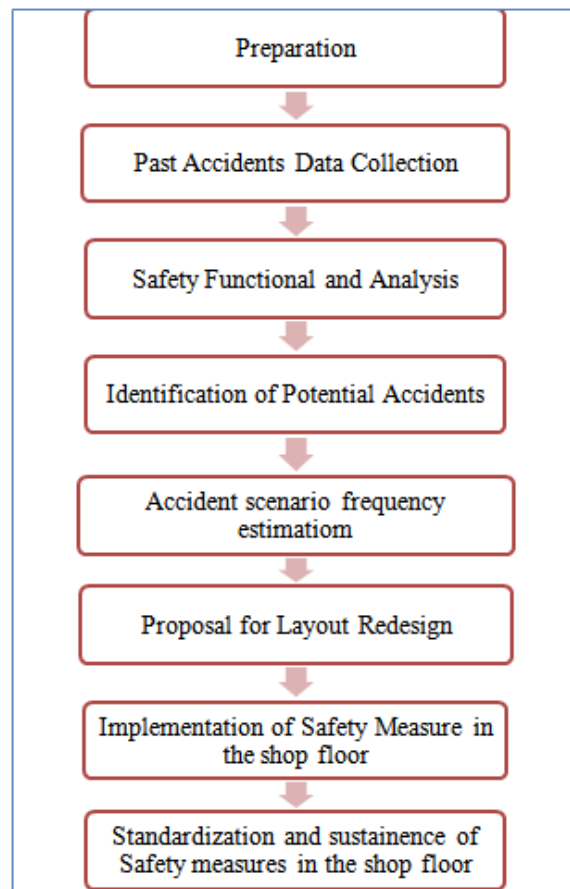 Preparation
Past Accidents Data Collection
Safety Functional and Analysis
Identification of Potential Accidents
Accident scenario frequency
estimatiom
Proposal for Layout Redesign
Implementation of Safety Measure in
the shop floor
Standardization and sustainence of
Safety measures in the shop floor